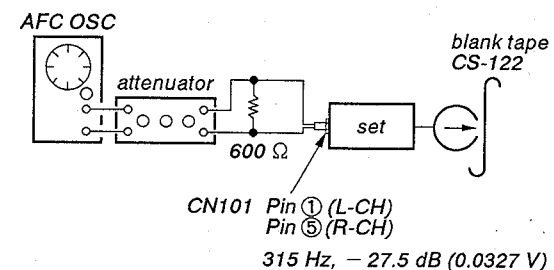 AFC OSC
attenuator
600 Ω
set
blank tape
CS-122
CN101 Pin ① (L-CH)
Pin ⑤ (R-CH)
315 Hz, − 27.5 dB (0.0327 V)